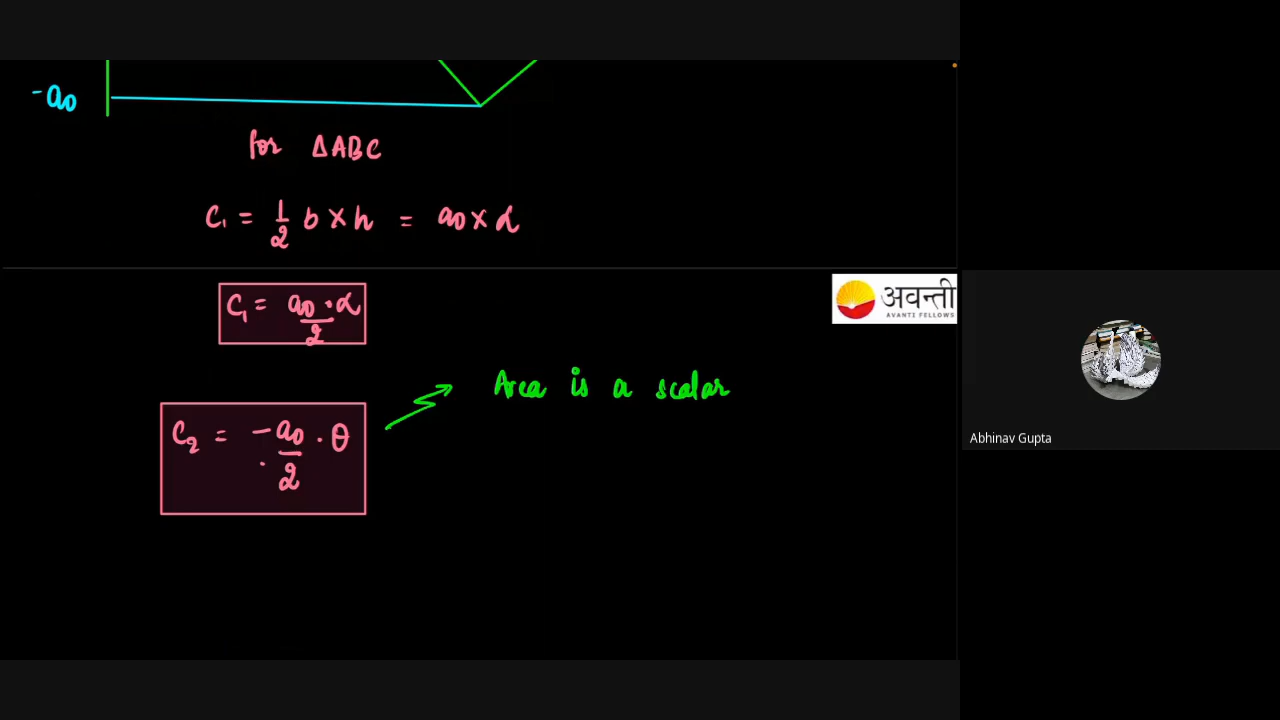 -a₀
for ΔABC
C₁ = 1/2 b × h = a₀ × α
C₁ = a₀/2 · α
अवन्ती
AVANTI FELLOWS
Area is a scalar
C₂ = -a₀/2 · θ
Abhinav Gupta